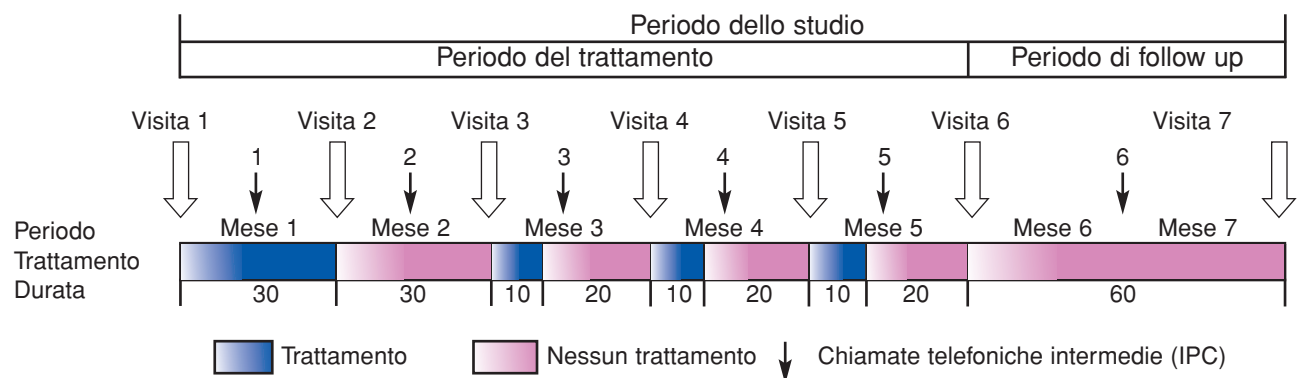 Periodo dello studio
Periodo del trattamento Periodo di follow up
Visita 1 Visita 2 Visita 3 Visita 4 Visita 5 Visita 6 Visita 7
1 2 3 4 5 6
Periodo Mese 1 Mese 2 Mese 3 Mese 4 Mese 5 Mese 6 Mese 7
Trattamento
Durata 30 30 10 20 10 20 10 20 60
Trattamento Nessun trattamento Chiamate telefoniche intermedie (IPC)